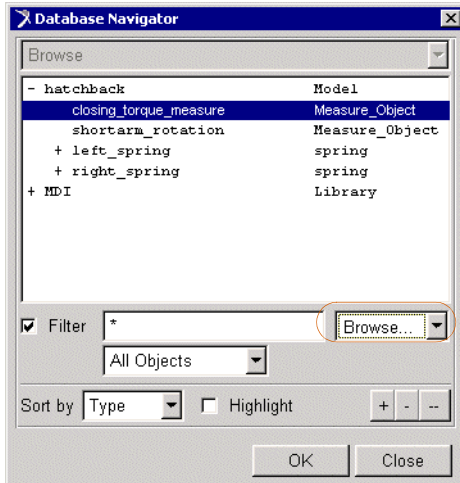 Database Navigator
Browse
- hatchback Model
closing_torque_measure Measure_Object
shortarm_rotation Measure_Object
+ left_spring spring
+ right_spring spring
+ MDI Library
Filter * Browse...
All Objects
Sort by Type Highlight + - --
OK Close